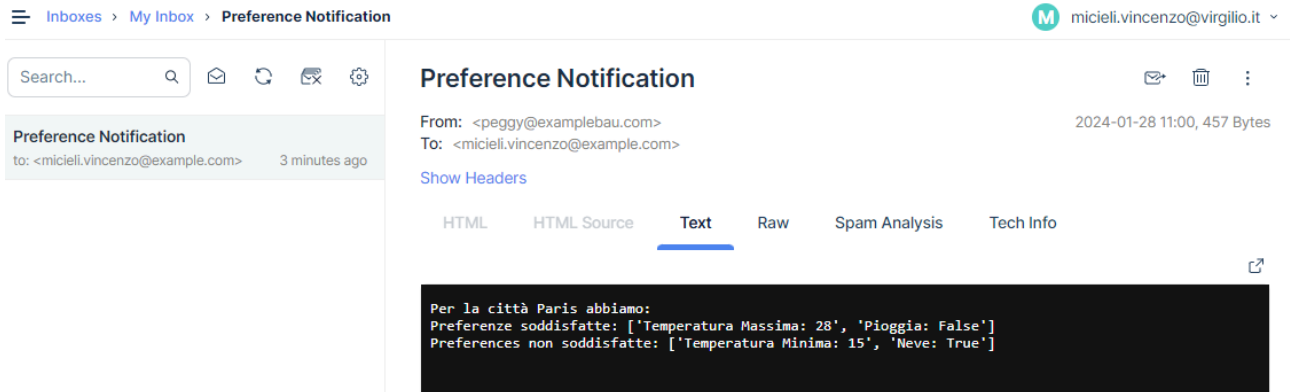 Inboxes > My Inbox > Preference Notification
M micieli.vincenzo@virgilio.it
Search...
Preference Notification
to: <micieli.vincenzo@example.com> 3 minutes ago
Preference Notification
From: <peggy@examplebau.com>
2024-01-28 11:00, 457 Bytes
To: <micieli.vincenzo@example.com>
Show Headers
HTML HTML Source Text Raw Spam Analysis Tech Info
Per la città Paris abbiamo:
Preferenze soddisfatte: ['Temperatura Massima: 28', 'Pioggia: False']
Preferences non soddisfatte: ['Temperatura Minima: 15', 'Neve: True']